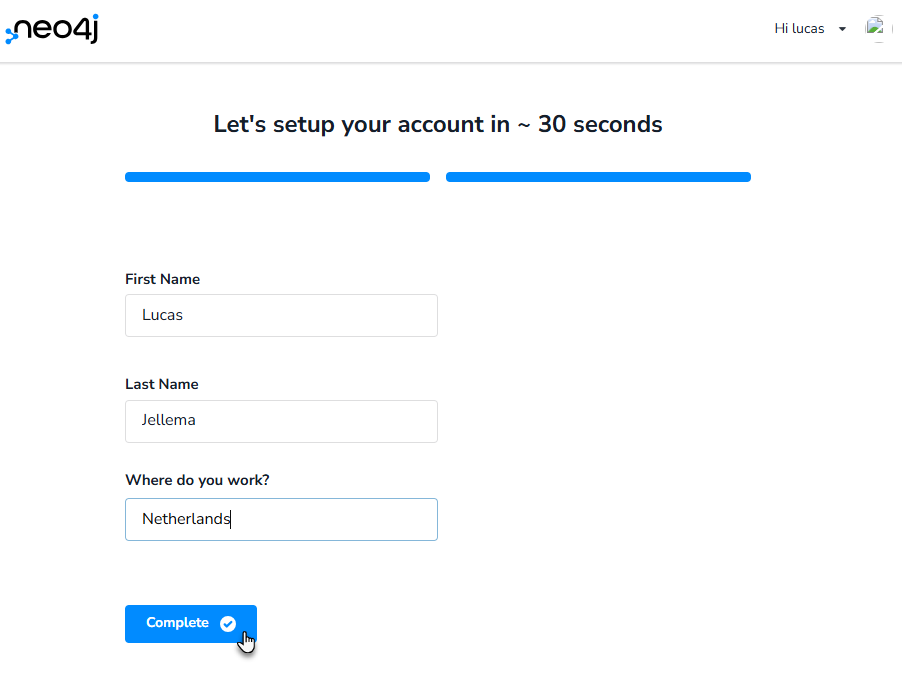 neo4j
Hi lucas
Let's setup your account in ~ 30 seconds
First Name
Lucas
Last Name
Jellema
Where do you work?
Netherlands
Complete